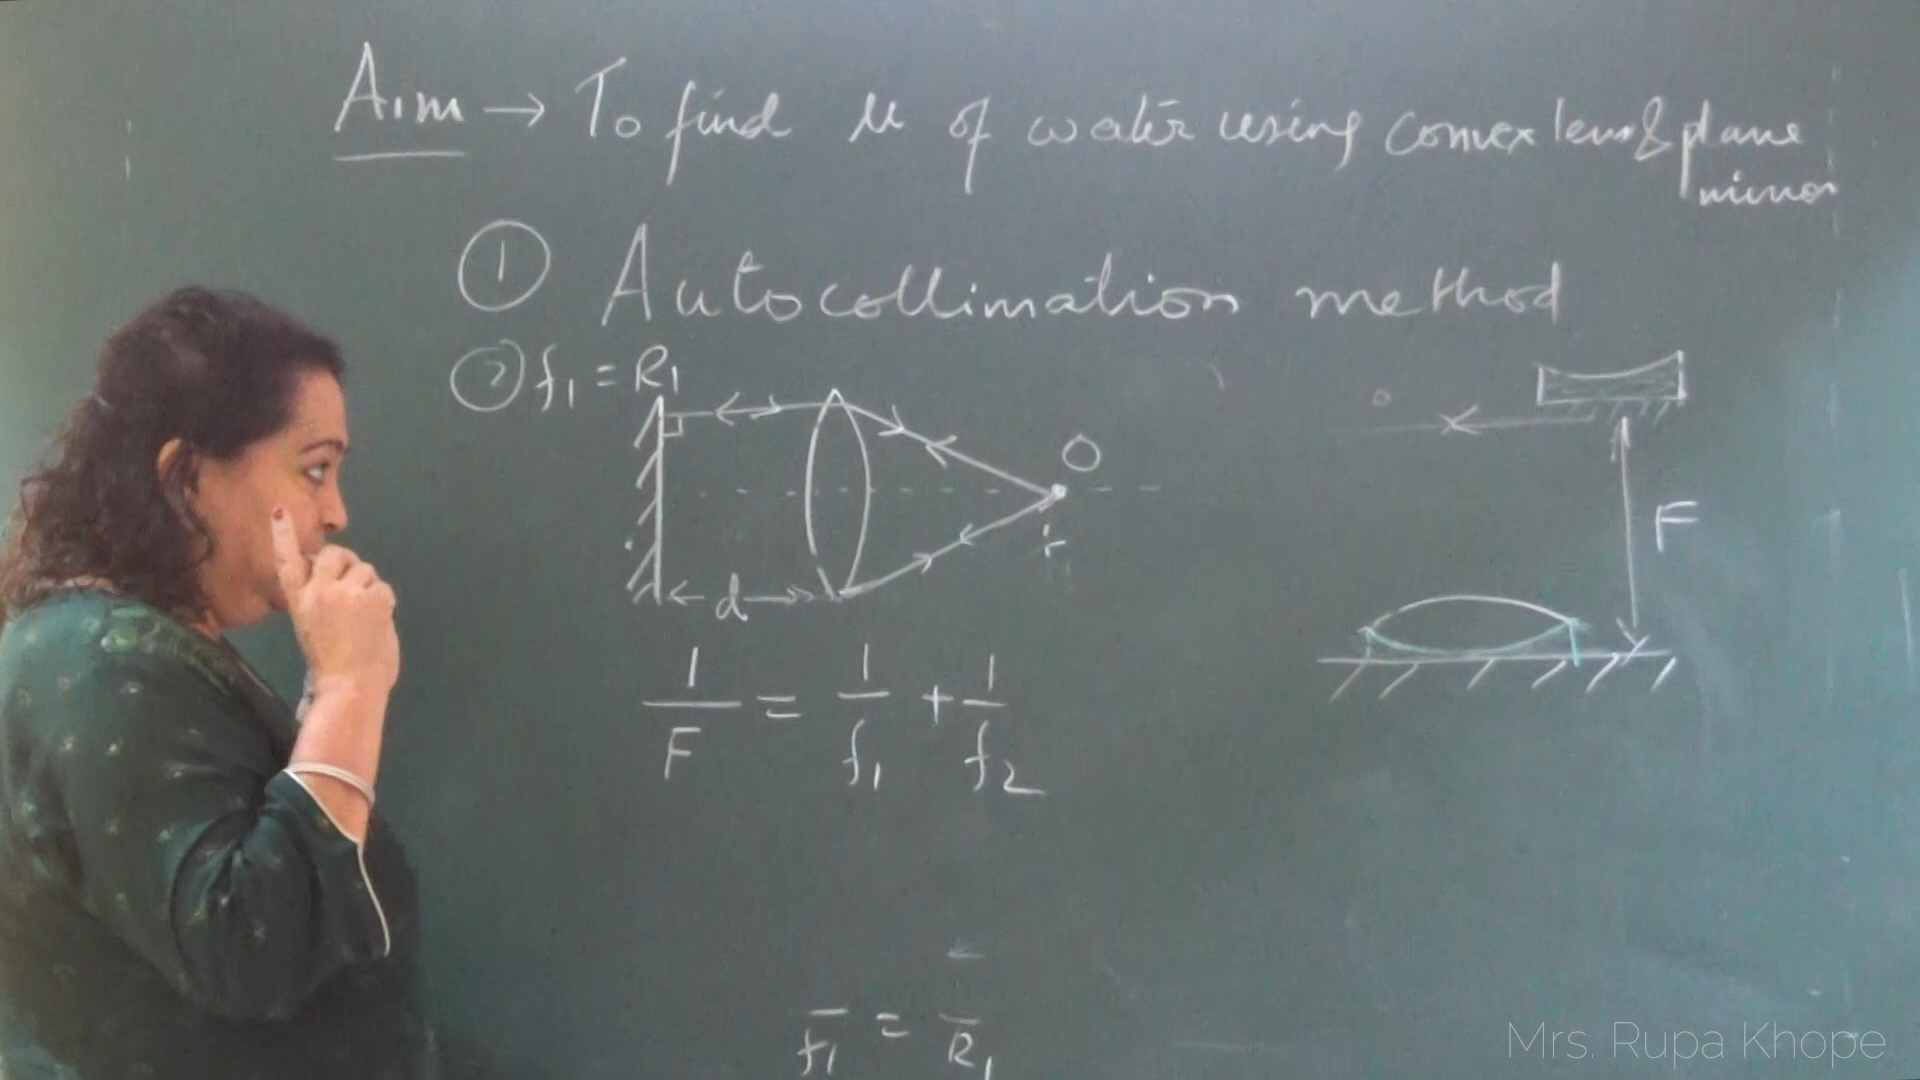 Aim → To find μ of water using convex lens & plane
mirror
① Autocollimation method
② f₁ = R₁
O
F
d
1/F = 1/f₁ + 1/f₂
f₁ = R₁
Mrs. Rupa Khope